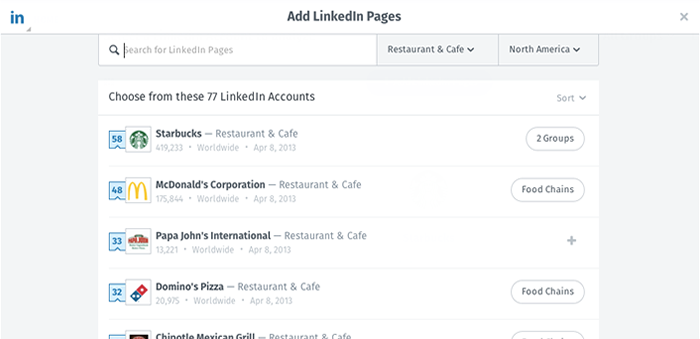 in Add LinkedIn Pages
Search for LinkedIn Pages Restaurant & Cafe North America
Choose from these 77 LinkedIn Accounts Sort
58 Starbucks — Restaurant & Cafe 2 Groups
419,233 • Worldwide • Apr 8, 2013
48 McDonald's Corporation — Restaurant & Cafe Food Chains
175,844 • Worldwide • Apr 8, 2013
33 Papa John's International — Restaurant & Cafe
13,221 • Worldwide • Apr 8, 2013
32 Domino's Pizza — Restaurant & Cafe Food Chains
20,975 • Worldwide • Apr 8, 2013
Chipotle Mexican Grill — Restaurant & Cafe